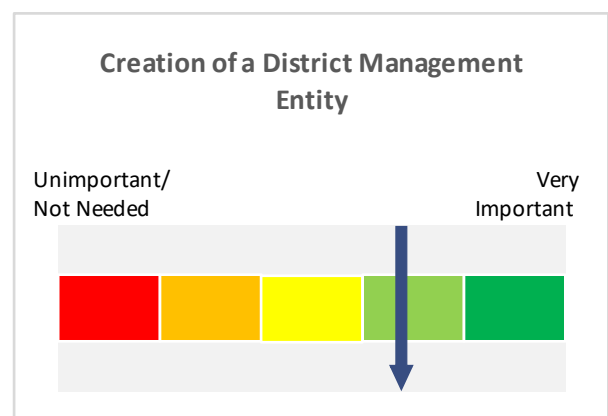 Creation of a District Management
Entity
Unimportant/
Not Needed
Very
Important